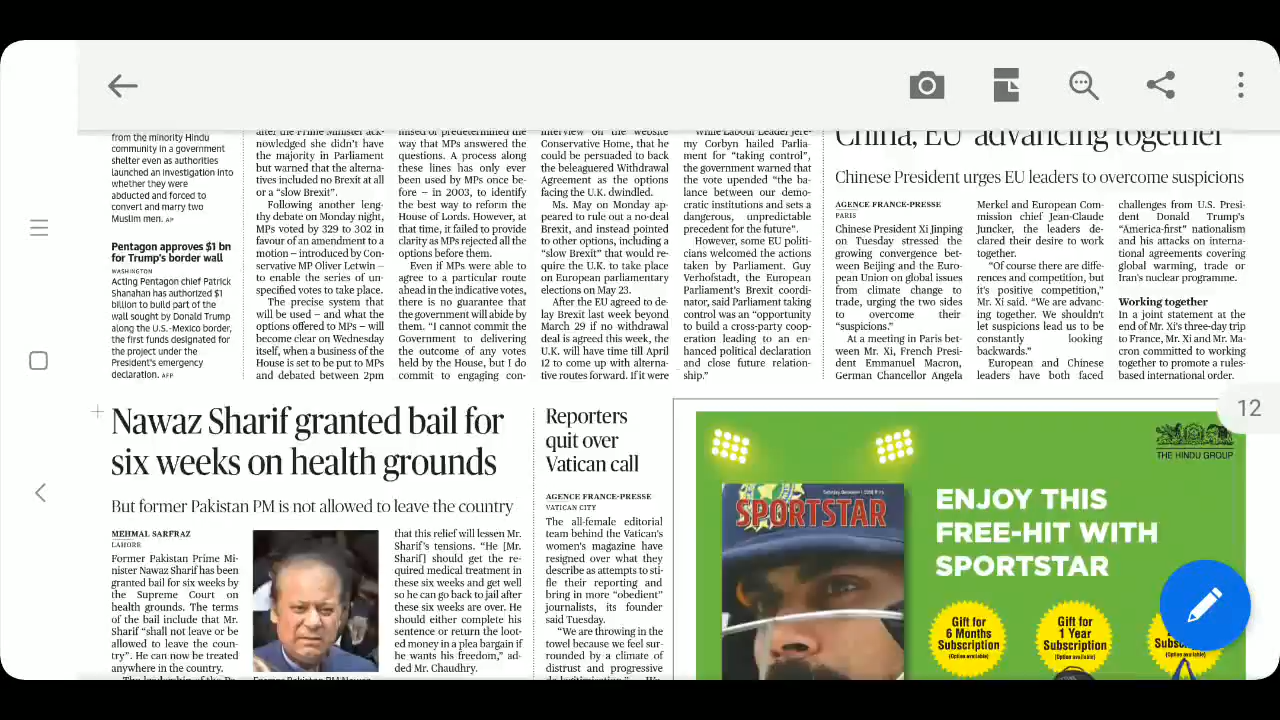 from the minority Hindu
community in a government
shelter even as authorities
launched an investigation into
whether they were
abducted and forced to
convert and marry two
Muslim men. AP
Pentagon approves $1 bn
for Trump's border wall
WASHINGTON
Acting Pentagon chief Patrick
Shanahan has authorized $1
billion to build part of the
wall sought by Donald Trump
along the U.S.-Mexico border,
the first funds designated for
the project under the
President's emergency
declaration. AFP
after the Prime Minister ack-
nowledged she didn't have
the majority in Parliament
but warned that the alterna-
tives included no Brexit at all
or a "slow Brexit".
Following another leng-
thy debate on Monday night,
MPs voted by 329 to 302 in
favour of an amendment to a
motion – introduced by Con-
servative MP Oliver Letwin –
to enable the series of un-
specified votes to take place.
The precise system that
will be used – and what the
options offered to MPs – will
become clear on Wednesday
itself, when a business of the
House is set to be put to MPs
and debated between 2pm
mised or predetermined the
way that MPs answered the
questions. A process along
these lines has only ever
been used by MPs once be-
fore – in 2003, to identify
the best way to reform the
House of Lords. However, at
that time, it failed to provide
clarity as MPs rejected all the
options before them.
Even if MPs were able to
agree to a particular route
ahead in the indicative votes,
there is no guarantee that
the government will abide by
them. "I cannot commit the
Government to delivering
the outcome of any votes
held by the House, but I do
commit to engaging con-
interview on the website
Conservative Home, that he
could be persuaded to back
the beleaguered Withdrawal
Agreement as the options
facing the U.K. dwindled.
Ms. May on Monday ap-
peared to rule out a no-deal
Brexit, and instead pointed
to other options, including a
"slow Brexit" that would re-
quire the U.K. to take place
on European parliamentary
elections on May 23.
After the EU agreed to de-
lay Brexit last week beyond
March 29 if no withdrawal
deal is agreed this week, the
U.K. will have time till April
12 to come up with alterna-
tive routes forward. If it were
While Labour Leader Jere-
my Corbyn hailed Parlia-
ment for "taking control",
the government warned that
the vote upended "the ba-
lance between our demo-
cratic institutions and sets a
dangerous, unpredictable
precedent for the future".
However, some EU politi-
cians welcomed the actions
taken by Parliament. Guy
Verhofstadt, the European
Parliament's Brexit coordi-
nator, said Parliament taking
control was an "opportunity
to build a cross-party coop-
eration leading to an en-
hanced political declaration
and close future relation-
ship."
China, EU 'advancing together'
Chinese President urges EU leaders to overcome suspicions
AGENCE FRANCE-PRESSE
PARIS
Chinese President Xi Jinping
on Tuesday stressed the
growing convergence bet-
ween Beijing and the Euro-
pean Union on global issues
from climate change to
trade, urging the two sides
to overcome their
"suspicions."
At a meeting in Paris bet-
ween Mr. Xi, French Presi-
dent Emmanuel Macron,
German Chancellor Angela
Merkel and European Com-
mission chief Jean-Claude
Juncker, the leaders de-
clared their desire to work
together.
"Of course there are diffe-
rences and competition, but
it's positive competition,"
Mr. Xi said. "We are advanc-
ing together. We shouldn't
let suspicions lead us to be
constantly looking
backwards."
European and Chinese
leaders have both faced
challenges from U.S. Presi-
dent Donald Trump's
"America-first" nationalism
and his attacks on interna-
tional agreements covering
global warming, trade or
Iran's nuclear programme.
Working together
In a joint statement at the
end of Mr. Xi's three-day trip
to France, Mr. Xi and Mr. Ma-
cron committed to working
together to promote a rules-
based international order.
12
Nawaz Sharif granted bail for
six weeks on health grounds
But former Pakistan PM is not allowed to leave the country
MEHMAL SARFRAZ
LAHORE
Former Pakistan Prime Mi-
nister Nawaz Sharif has been
granted bail for six weeks by
the Supreme Court on
health grounds. The terms
of the bail include that Mr.
Sharif "shall not leave or be
allowed to leave the coun-
try". He can now be treated
anywhere in the country.
that this relief will lessen Mr.
Sharif's tensions. "He [Mr.
Sharif] should get the re-
quired medical treatment in
these six weeks and get well
so he can go back to jail after
these six weeks are over. He
should either complete his
sentence or return the loot-
ed money in a plea bargain if
he wants his freedom," ad-
ded Mr. Chaudhry.
Reporters
quit over
Vatican call
AGENCE FRANCE-PRESSE
VATICAN CITY
The all-female editorial
team behind the Vatican's
women's magazine have
resigned over what they
describe as attempts to sti-
fle their reporting and
bring in more "obedient"
journalists, its founder
said Tuesday.
"We are throwing in the
towel because we feel sur-
rounded by a climate of
distrust and progressive
THE HINDU GROUP
SPORTSTAR
ENJOY THIS
FREE-HIT WITH
SPORTSTAR
Gift for
6 Months
Subscription
(Option available)
Gift for
1 Year
Subscription
(Option available)